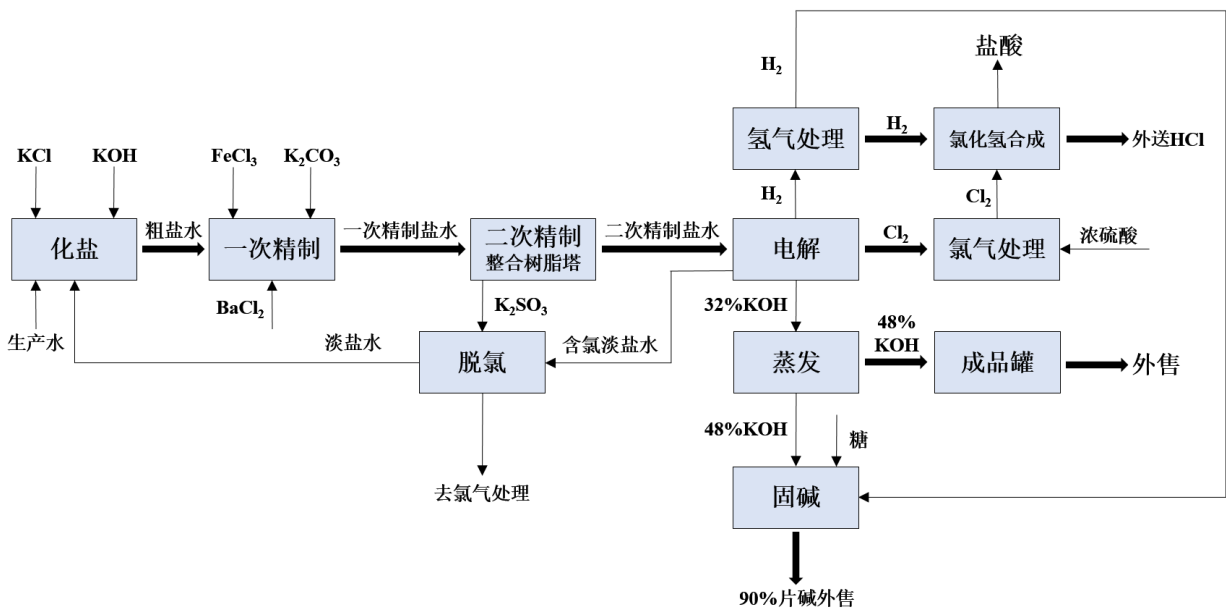 盐酸
H₂
氢气处理
H₂
氯化氢合成
外送HCl
KCl
KOH
FeCl₃
K₂CO₃
H₂
Cl₂
化盐
粗盐水
一次精制
一次精制盐水
二次精制
整合树脂塔
二次精制盐水
电解
Cl₂
氯气处理
浓硫酸
生产水
BaCl₂
淡盐水
K₂SO₃
脱氯
含氯淡盐水
32%KOH
蒸发
48%
KOH
成品罐
外售
48%KOH
糖
去氯气处理
固碱
90%片碱外售